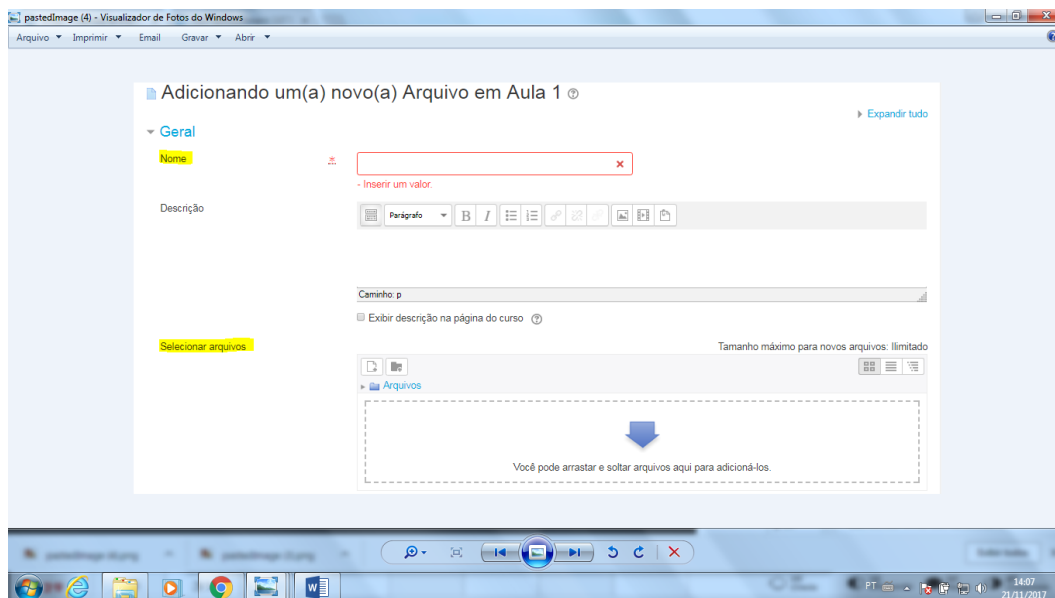 pastedImage (4) - Visualizador de Fotos do Windows
Arquivo Imprimir Email Gravar Abrir
Adicionando um(a) novo(a) Arquivo em Aula 1
Expandir tudo
Geral
Nome
- Inserir um valor.
Descrição
Parágrafo B I
Caminho: p
Exibir descrição na página do curso
Selecionar arquivos
Tamanho máximo para novos arquivos: Ilimitado
Arquivos
Você pode arrastar e soltar arquivos aqui para adicioná-los.
PT
14:07
21/11/2017